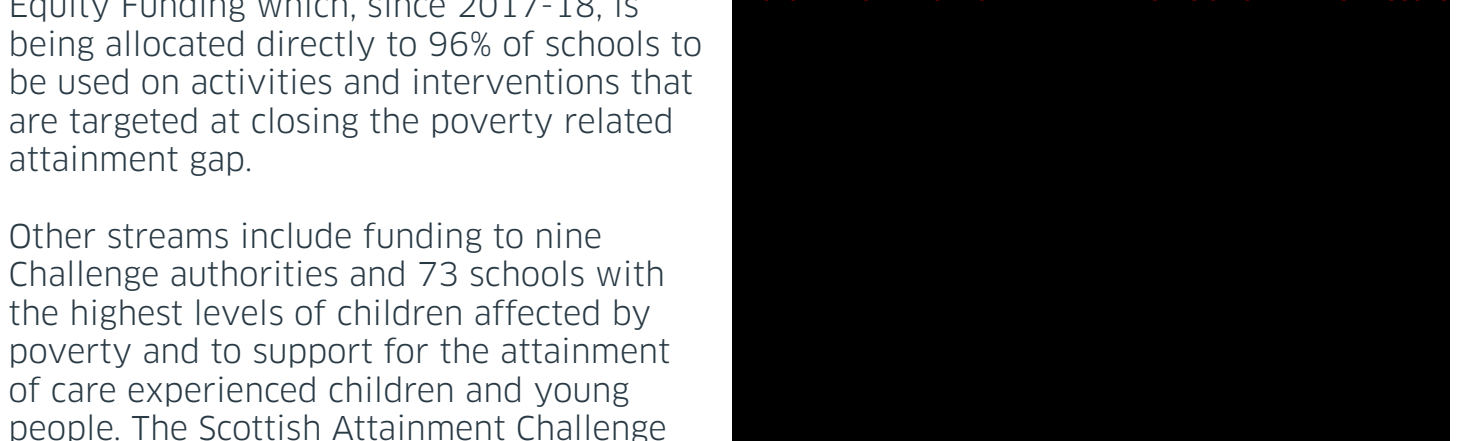 Equity Funding which, since 2017-18, is
being allocated directly to 96% of schools to
be used on activities and interventions that
are targeted at closing the poverty related
attainment gap.
Other streams include funding to nine
Challenge authorities and 73 schools with
the highest levels of children affected by
poverty and to support for the attainment
of care experienced children and young
people. The Scottish Attainment Challenge